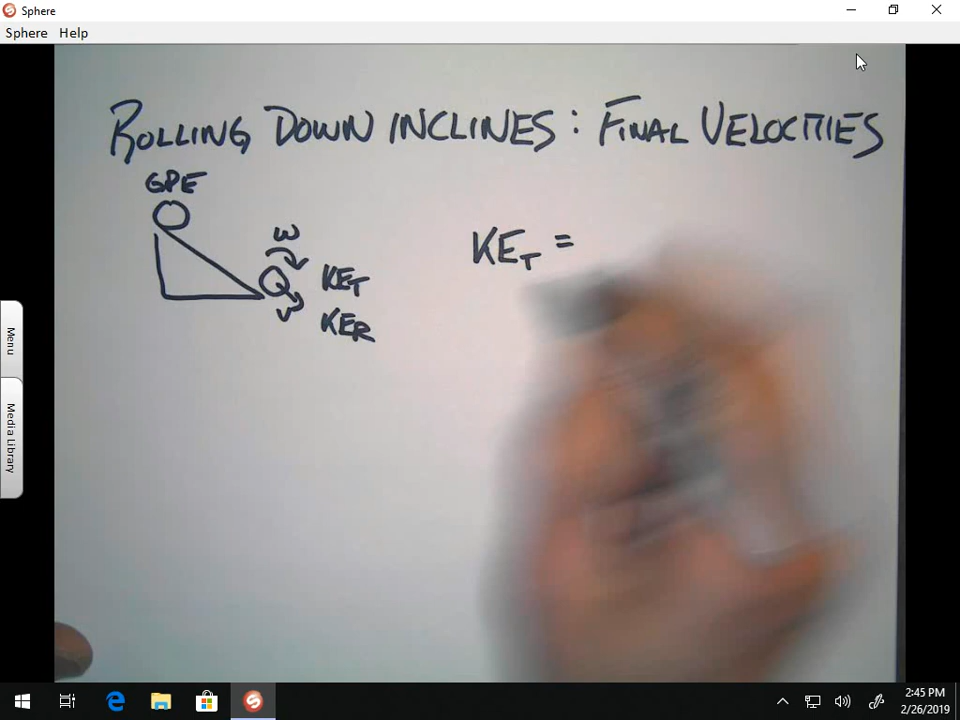 Sphere
Sphere Help
ROLLING DOWN INCLINES: FINAL VELOCITIES
GPE
ω
KET
v
KER
KET =
Menu
Media Library
2:45 PM
2/26/2019